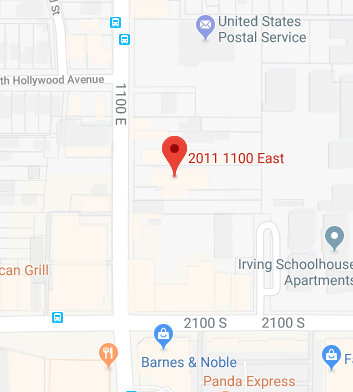 United States
Postal Service
th Hollywood Avenue
1100 E
2011 1100 East
Irving Schoolhouse
Apartments
can Grill
2100 S
2100 S
Barnes & Noble
Panda Express